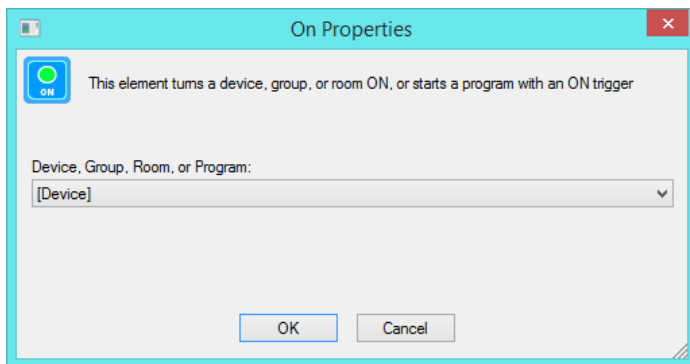 On Properties
ON
This element turns a device, group, or room ON, or starts a program with an ON trigger
Device, Group, Room, or Program:
[Device]
OK
Cancel